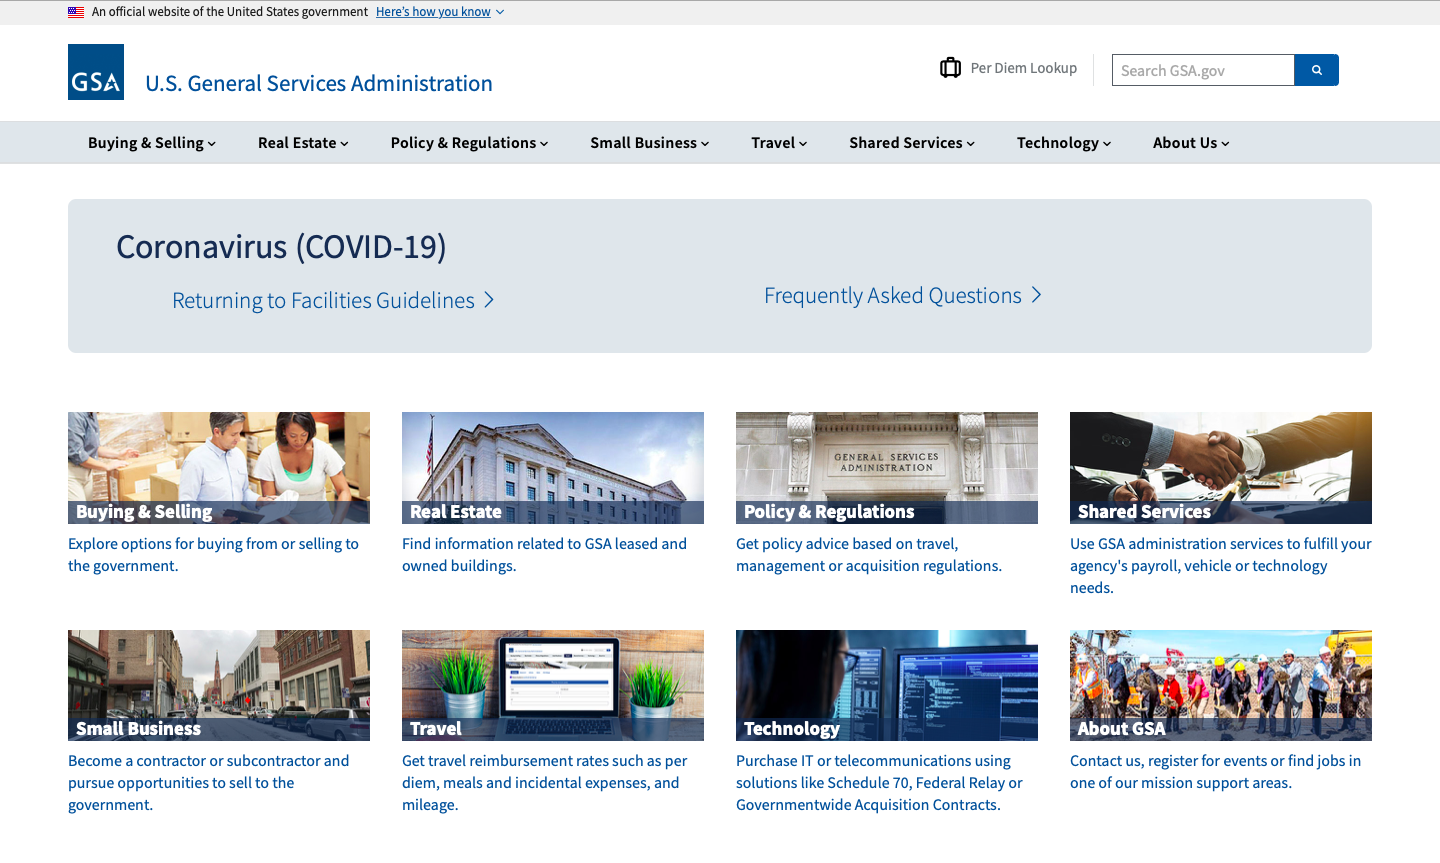 An official website of the United States government Here's how you know
GSA
U.S. General Services Administration
Per Diem Lookup
Search GSA.gov
Buying & Selling
Real Estate
Policy & Regulations
Small Business
Travel
Shared Services
Technology
About Us
Coronavirus (COVID-19)
Returning to Facilities Guidelines
Frequently Asked Questions
Buying & Selling
Explore options for buying from or selling to
the government.
Real Estate
Find information related to GSA leased and
owned buildings.
GENERAL SERVICES
ADMINISTRATION
Policy & Regulations
Get policy advice based on travel,
management or acquisition regulations.
Shared Services
Use GSA administration services to fulfill your
agency's payroll, vehicle or technology
needs.
Small Business
Become a contractor or subcontractor and
pursue opportunities to sell to the
government.
Travel
Get travel reimbursement rates such as per
diem, meals and incidental expenses, and
mileage.
Technology
Purchase IT or telecommunications using
solutions like Schedule 70, Federal Relay or
Governmentwide Acquisition Contracts.
About GSA
Contact us, register for events or find jobs in
one of our mission support areas.